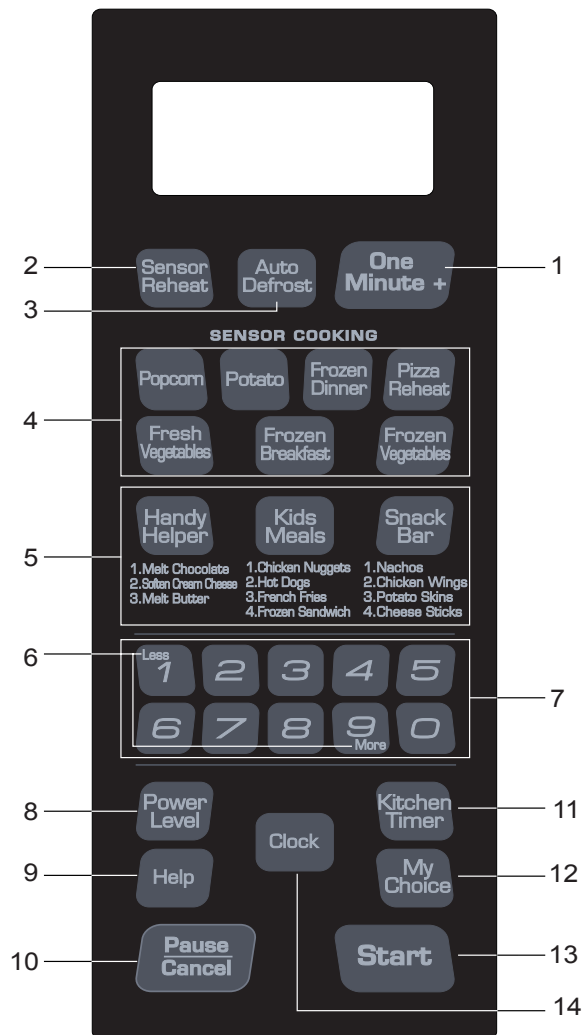 One
Minute +
1
2
Sensor
Reheat
Auto
Defrost
3
SENSOR COOKING
Popcorn
Potato
Frozen
Dinner
Pizza
Reheat
4
Fresh
Vegetables
Frozen
Breakfast
Frozen
Vegetables
5
Handy
Helper
Kids
Meals
Snack
Bar
1.Melt Chocolate
2.Soften Cream Cheese
3.Melt Butter
1.Chicken Nuggets
2.Hot Dogs
3.French Fries
4.Frozen Sandwich
1.Nachos
2.Chicken Wings
3.Potato Skins
4.Cheese Sticks
6
Less
1 2 3 4 5
7
6 7 8 9 0
More
8
Power
Level
Kitchen
Timer
11
Clock
9
Help
My
Choice
12
10
Pause
Cancel
Start
13
14